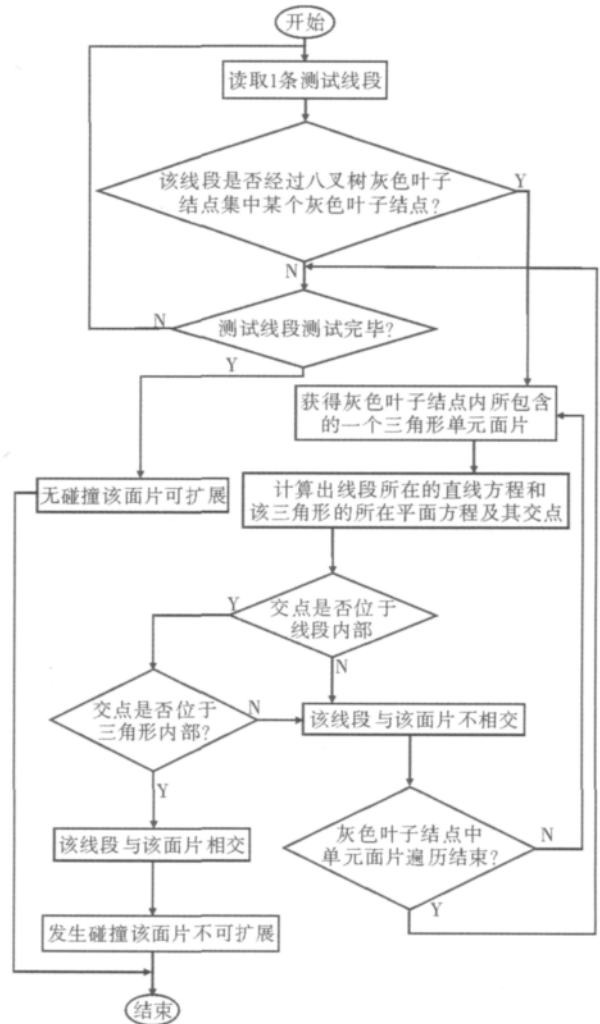 开始
读取1条测试线段
该线段是否经过八叉树灰色叶子
结点集中某个灰色叶子结点?
Y
N
测试线段测试完毕?
N
Y
获得灰色叶子结点内所包含
的一个三角形单元面片
无碰撞该面片可扩展
计算出线段所在的直线方程和
该三角形的所在平面方程及其交点
交点是否位于
线段内部
Y
N
交点是否位于
三角形内部?
N
该线段与该面片不相交
Y
灰色叶子结点中
单元面片遍历结束?
N
该线段与该面片相交
Y
发生碰撞该面片不可扩展
结束